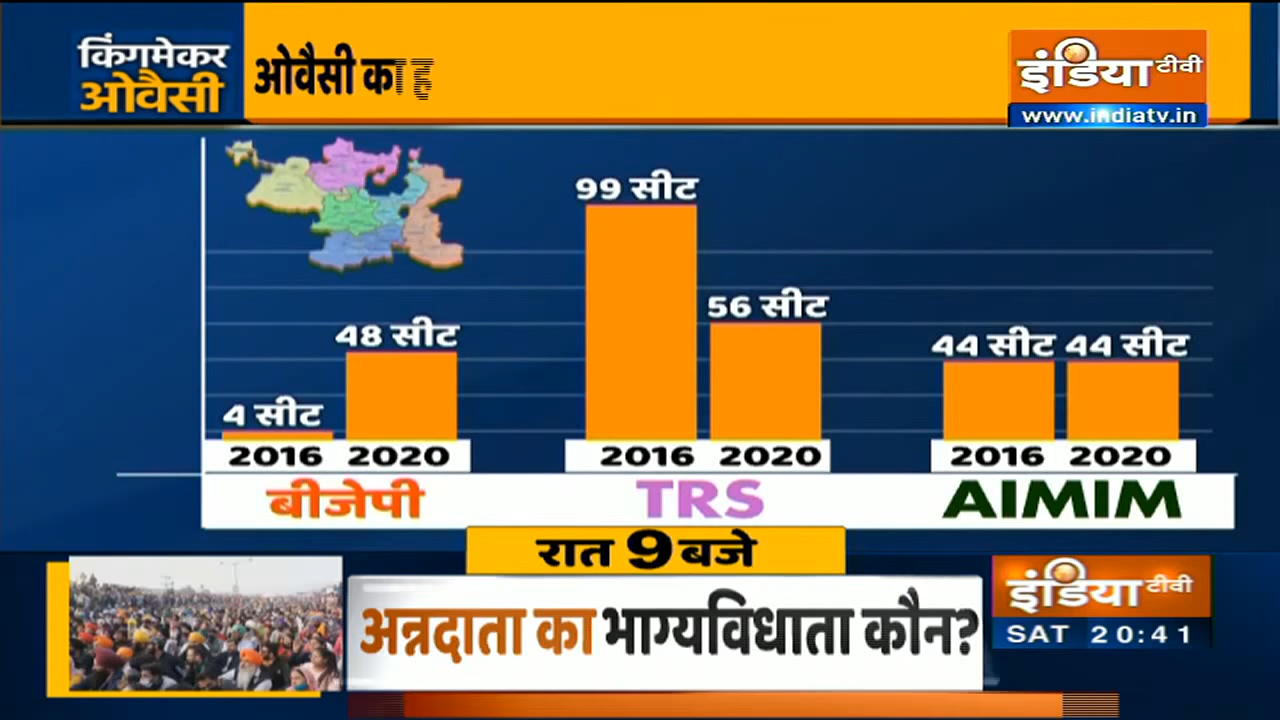 किंगमेकर
ओवैसी
ओवैसी का
इंडिया टीवी
www.indiatv.in
99 सीट
56 सीट
48 सीट
44 सीट 44 सीट
4 सीट
2016 2020 2016 2020 2016 2020
बीजेपी TRS AIMIM
रात 9 बजे
अन्नदाता का भाग्यविधाता कौन?
इंडिया टीवी
SAT 20:41